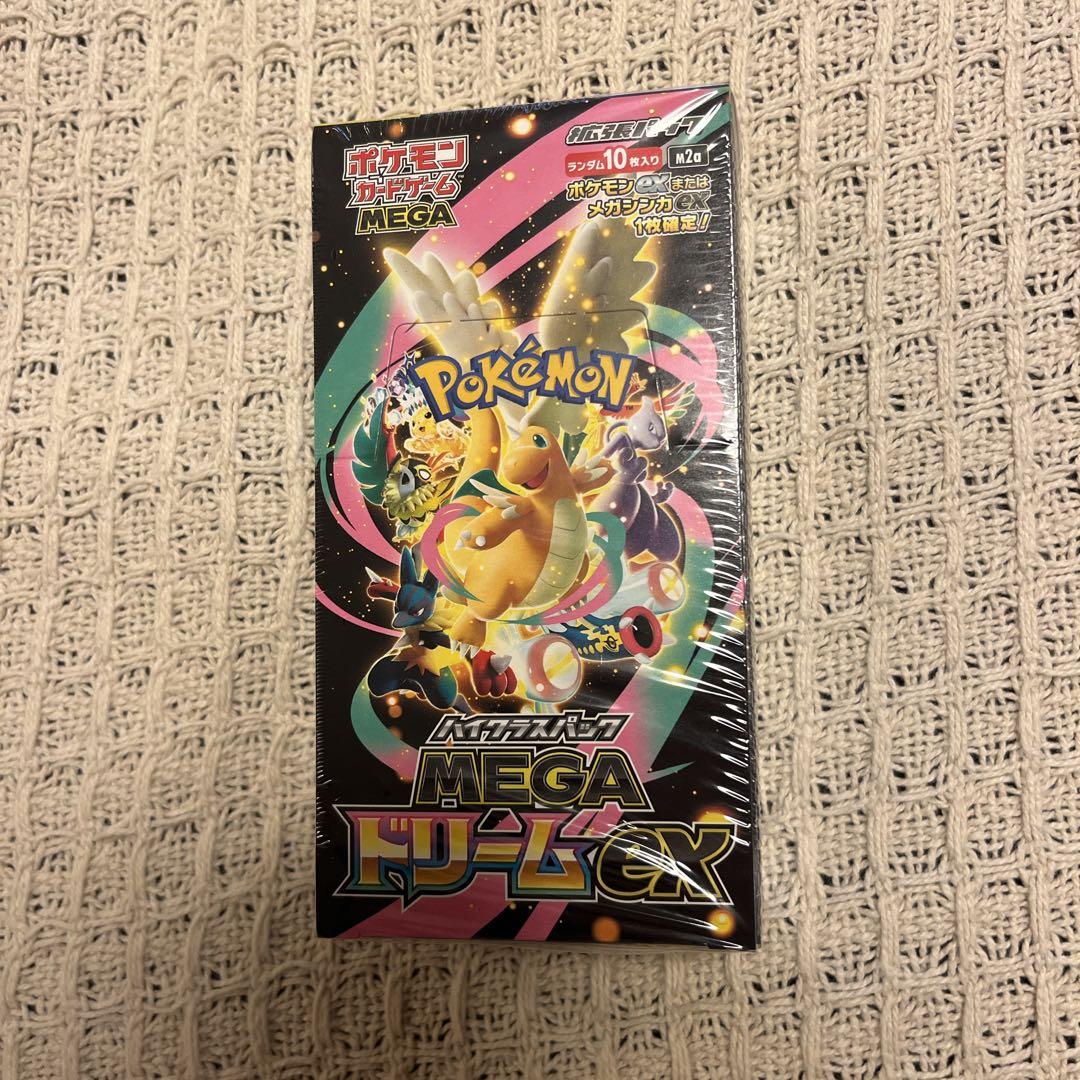 ポケモン
カードゲーム
MEGA
拡張パック
ランダム10枚入り M2a
ポケモンexまたは
メガシンカex
1枚確定!
POKéMON
TM
ハイクラスパック
MEGA
ドリームex